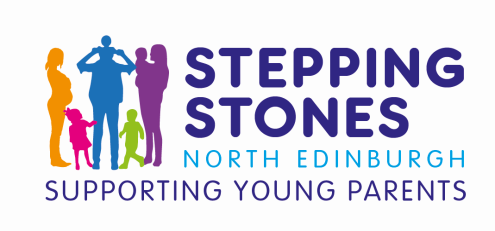 STEPPING
STONES
NORTH EDINBURGH
SUPPORTING YOUNG PARENTS